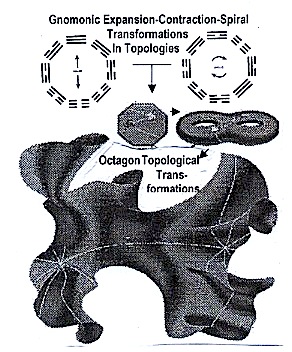 Gnomonic Expansion-Contraction-Spiral
Transformations
In Topologies
Octagon Topological
Trans-
formations